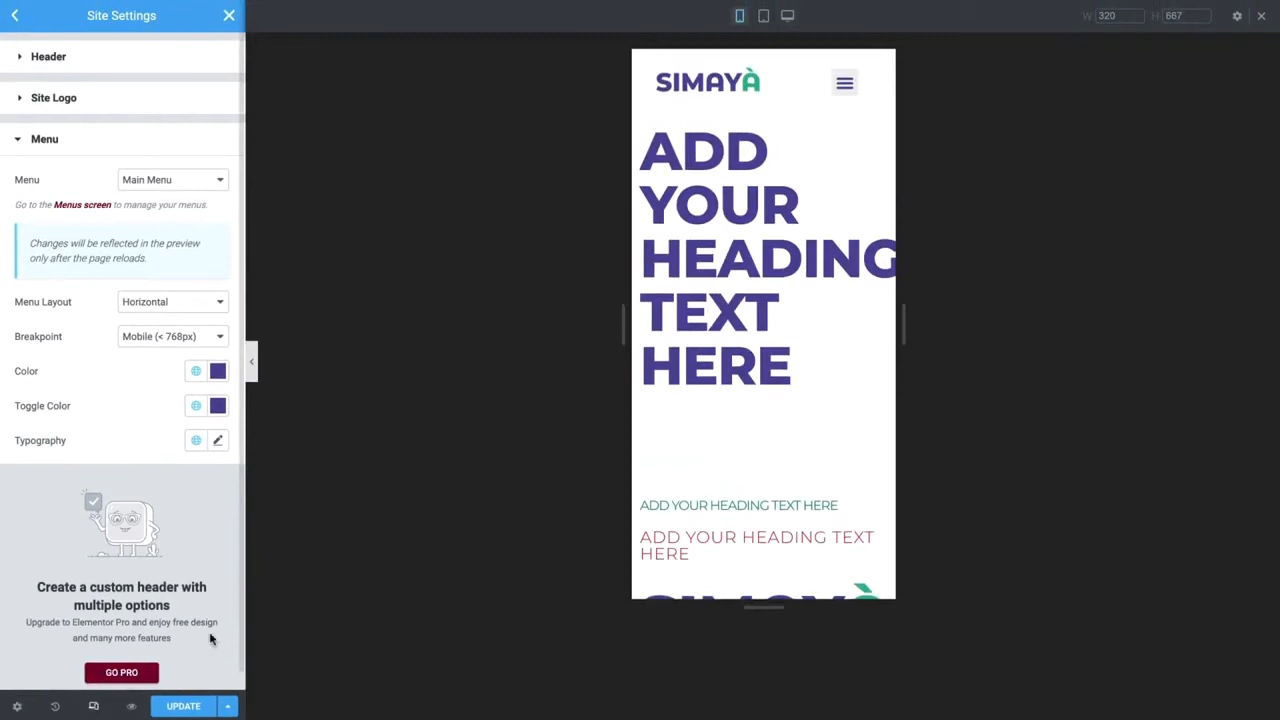 Site Settings
W 320 H 667
Header
Site Logo
Menu
Menu Main Menu
Go to the Menus screen to manage your menus.
Changes will be reflected in the preview
only after the page reloads.
Menu Layout Horizontal
Breakpoint Mobile (< 768px)
Color
Toggle Color
Typography
Create a custom header with
multiple options
Upgrade to Elementor Pro and enjoy free design
and many more features
GO PRO
UPDATE
SIMAYÀ
ADD
YOUR
HEADING
TEXT
HERE
ADD YOUR HEADING TEXT HERE
ADD YOUR HEADING TEXT
HERE
SIMAYÀ